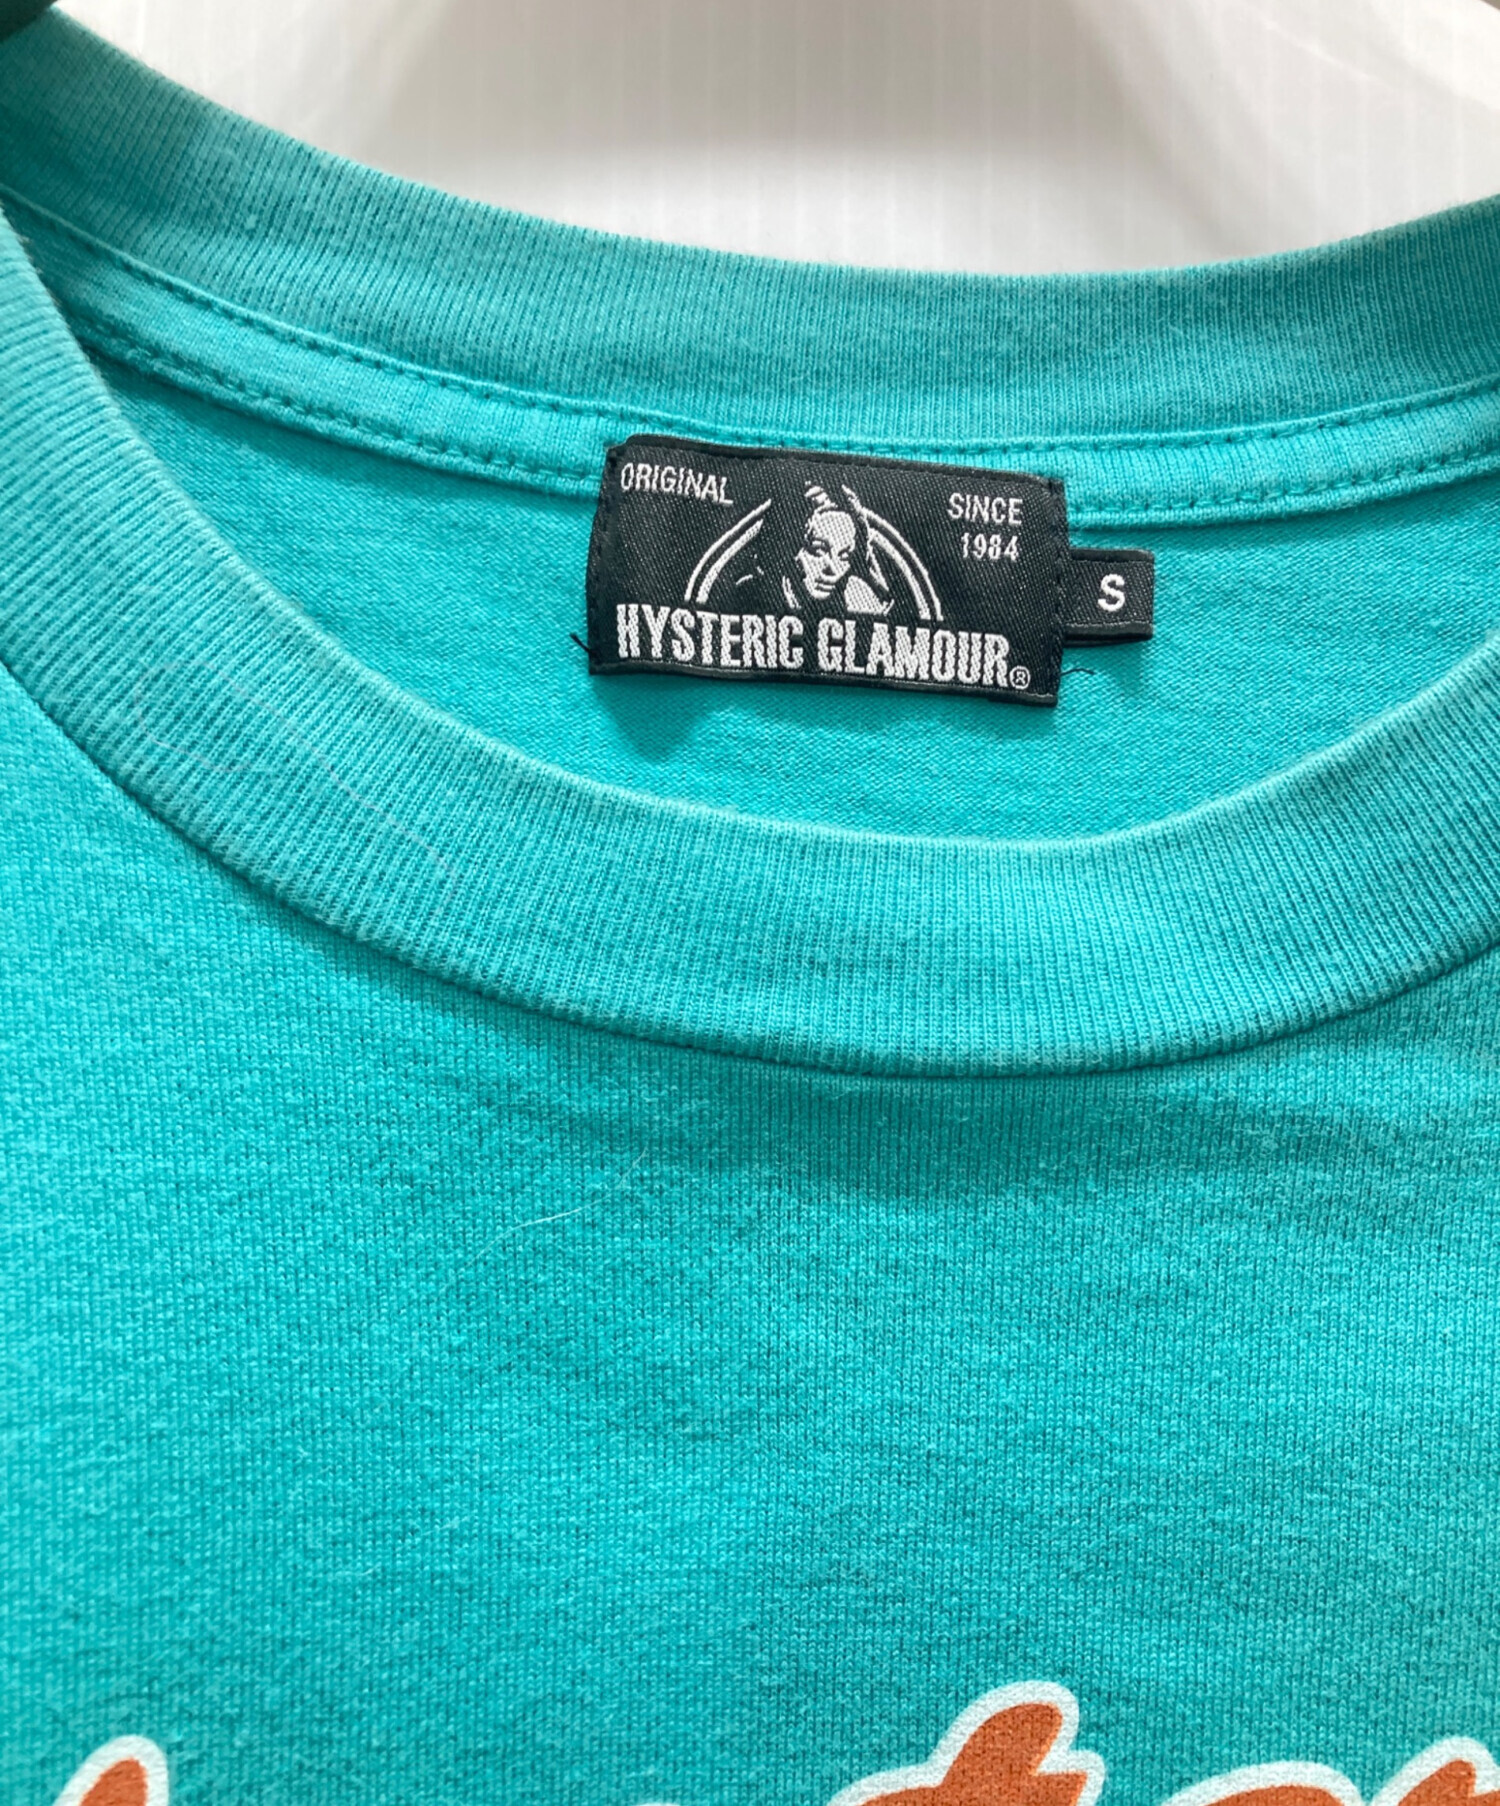 ORIGINAL
SINCE
1984
HYSTERIC GLAMOUR®
S